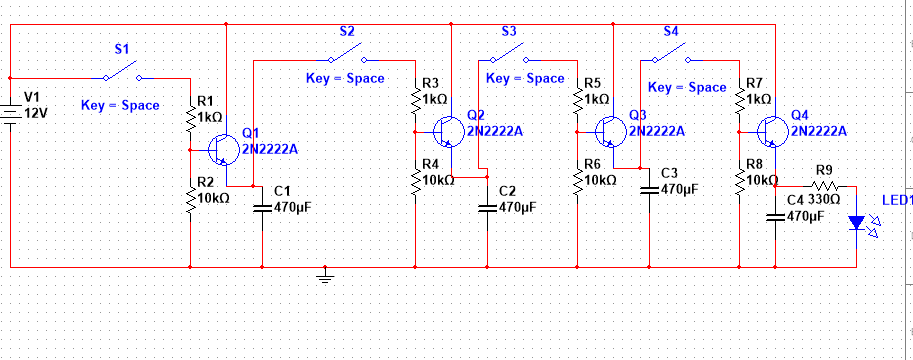 S1
Key = Space
S2
Key = Space
S3
Key = Space
S4
Key = Space
V1
12V
R1
1kΩ
R2
10kΩ
Q1
2N2222A
C1
470µF
R3
1kΩ
R4
10kΩ
Q2
2N2222A
C2
470µF
R5
1kΩ
R6
10kΩ
Q3
2N2222A
C3
470µF
R7
1kΩ
R8
10kΩ
Q4
2N2222A
C4
470µF
R9
330Ω
LED1